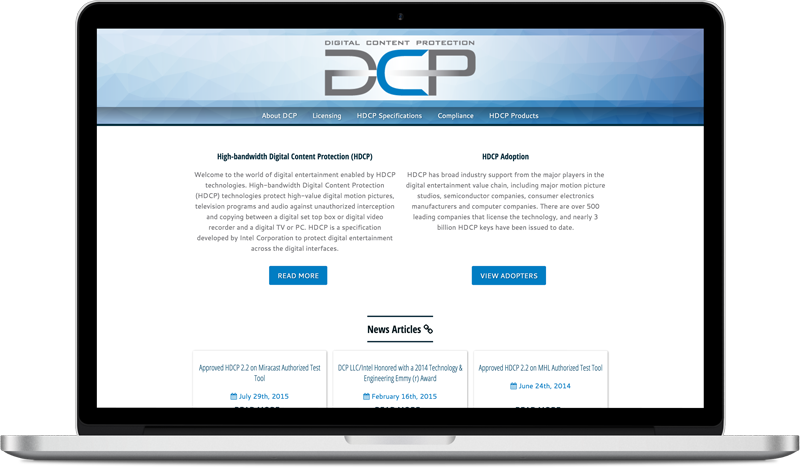 DIGITAL CONTENT PROTECTION
DCP
About DCP Licensing HDCP Specifications Compliance HDCP Products
High-bandwidth Digital Content Protection (HDCP)
Welcome to the world of digital entertainment enabled by HDCP
technologies. High-bandwidth Digital Content Protection
(HDCP) technologies protect high-value digital motion pictures,
television programs and audio against unauthorized interception
and copying between a digital set top box or digital video
recorder and a digital TV or PC. HDCP is a specification
developed by Intel Corporation to protect digital entertainment
across the digital interfaces.
READ MORE
HDCP Adoption
HDCP has broad industry support from the major players in the
digital entertainment value chain, including major motion picture
studios, semiconductor companies, consumer electronics
manufacturers and computer companies. There are over 500
leading companies that license the technology, and nearly 3
billion HDCP keys have been issued to date.
VIEW ADOPTERS
News Articles
Approved HDCP 2.2 on Miracast Authorized Test
Tool
July 29th, 2015
DCP LLC/Intel Honored with a 2014 Technology &
Engineering Emmy (r) Award
February 16th, 2015
Approved HDCP 2.2 on MHL Authorized Test Tool
June 24th, 2014